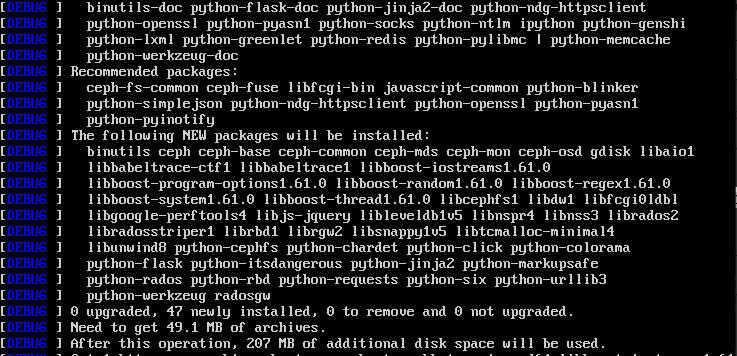 [DEBUG ]   binutils-doc python-flask-doc python-jinja2-doc python-ndg-httpsclient
[DEBUG ]   python-openssl python-pyasn1 python-socks python-ntlm ipython python-genshi
[DEBUG ]   python-lxml python-greenlet python-redis python-pylibmc | python-memcache
[DEBUG ]   python-werkzeug-doc
[DEBUG ] Recommended packages:
[DEBUG ]   ceph-fs-common ceph-fuse libfcgi-bin javascript-common python-blinker
[DEBUG ]   python-simplejson python-ndg-httpsclient python-openssl python-pyasn1
[DEBUG ]   python-pyinotify
[DEBUG ] The following NEW packages will be installed:
[DEBUG ]   binutils ceph ceph-base ceph-common ceph-mds ceph-mon ceph-osd gdisk libaio1
[DEBUG ]   libbabeltrace-ctf1 libbabeltrace1 libboost-iostreams1.61.0
[DEBUG ]   libboost-program-options1.61.0 libboost-random1.61.0 libboost-regex1.61.0
[DEBUG ]   libboost-system1.61.0 libboost-thread1.61.0 libcephfs1 libdw1 libfcgi0ldbl
[DEBUG ]   libgoogle-perftools4 libjs-jquery libleveldb1v5 libnspr4 libnss3 librados2
[DEBUG ]   libradosstriper1 librbd1 librgw2 libsnappy1v5 libtcmalloc-minimal4
[DEBUG ]   libunwind8 python-cephfs python-chardet python-click python-colorama
[DEBUG ]   python-flask python-itsdangerous python-jinja2 python-markupsafe
[DEBUG ]   python-rados python-rbd python-requests python-six python-urllib3
[DEBUG ]   python-werkzeug radosgw
[DEBUG ] 0 upgraded, 47 newly installed, 0 to remove and 0 not upgraded.
[DEBUG ] Need to get 49.1 MB of archives.
[DEBUG ] After this operation, 207 MB of additional disk space will be used.